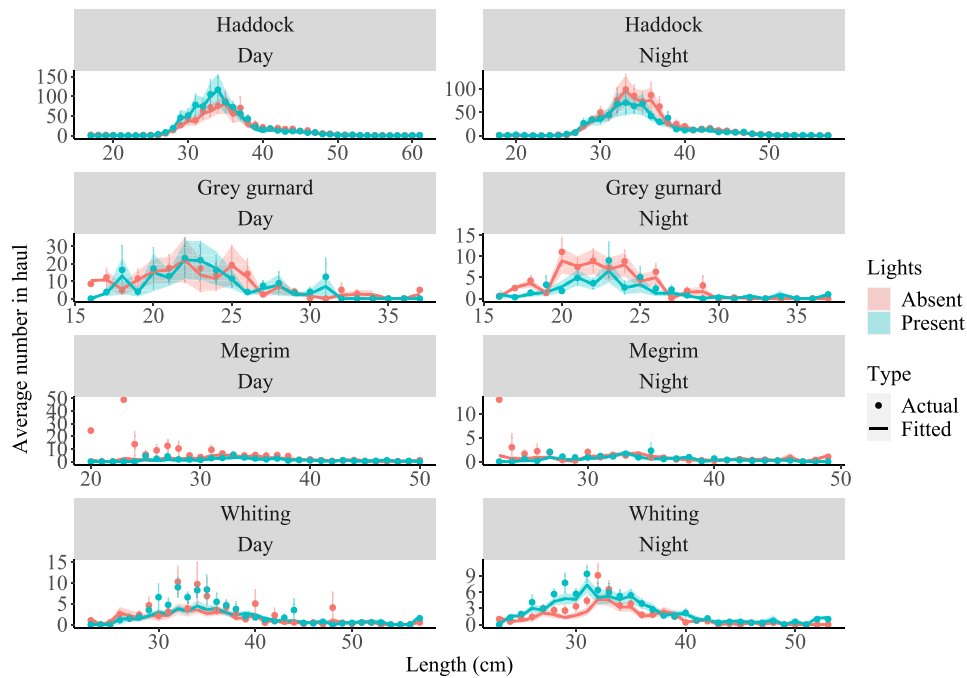 Haddock
Day
150
100
50
0
20
30
40
50
60
Haddock
Night
100
50
0
20
30
40
50
Grey gurnard
Day
30
20
10
0
15
20
25
30
35
Grey gurnard
Night
15
10
5
0
15
20
25
30
35
Megrim
Day
50
40
30
20
10
0
20
30
40
50
Megrim
Night
10
5
0
30
40
50
Whiting
Day
15
10
5
0
30
40
50
Whiting
Night
9
6
3
0
30
40
50
Average number in haul
Length (cm)
Lights
Absent
Present
Type
Actual
Fitted